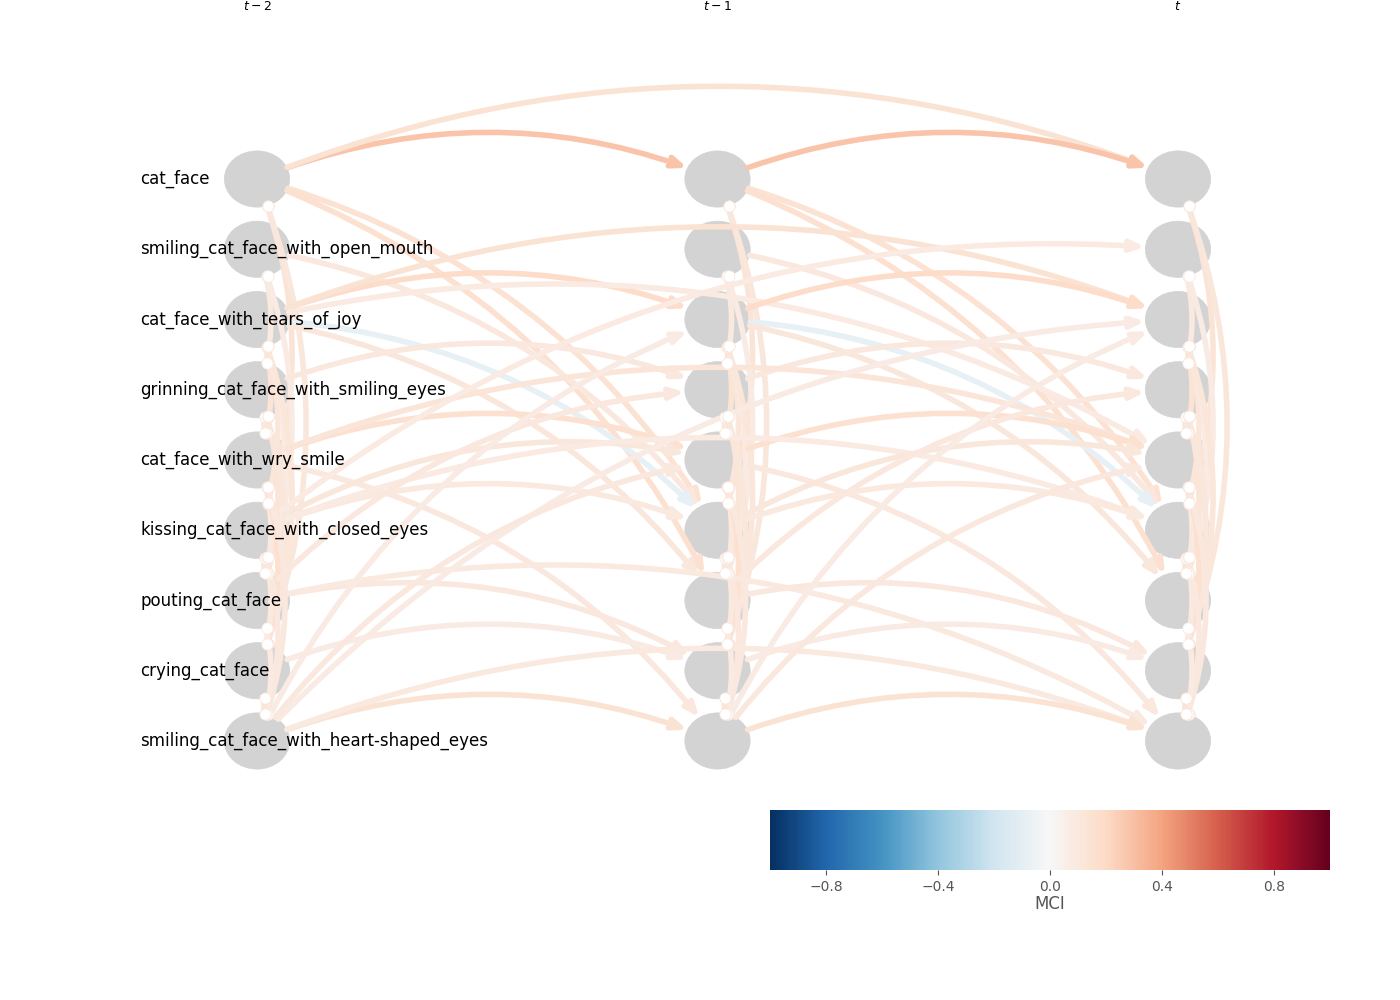 t − 2 t − 1 t
cat_face
smiling_cat_face_with_open_mouth
cat_face_with_tears_of_joy
grinning_cat_face_with_smiling_eyes
cat_face_with_wry_smile
kissing_cat_face_with_closed_eyes
pouting_cat_face
crying_cat_face
smiling_cat_face_with_heart-shaped_eyes
−0.8 −0.4 0.0 0.4 0.8
MCI